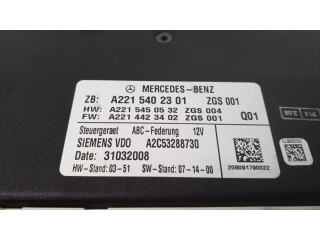 MERCEDES-BENZ
ZB: A221 540 23 01 ZGS 001
HW: A221 545 05 32 ZGS 004
FW: A221 442 34 02 ZGS 001 Q01
Steuergeraet ABC-Federung 12V
SIEMENS VDO A2C53288730
Date: 31032008
HW-Stand: 03-51 SW-Stand: 07-14-00